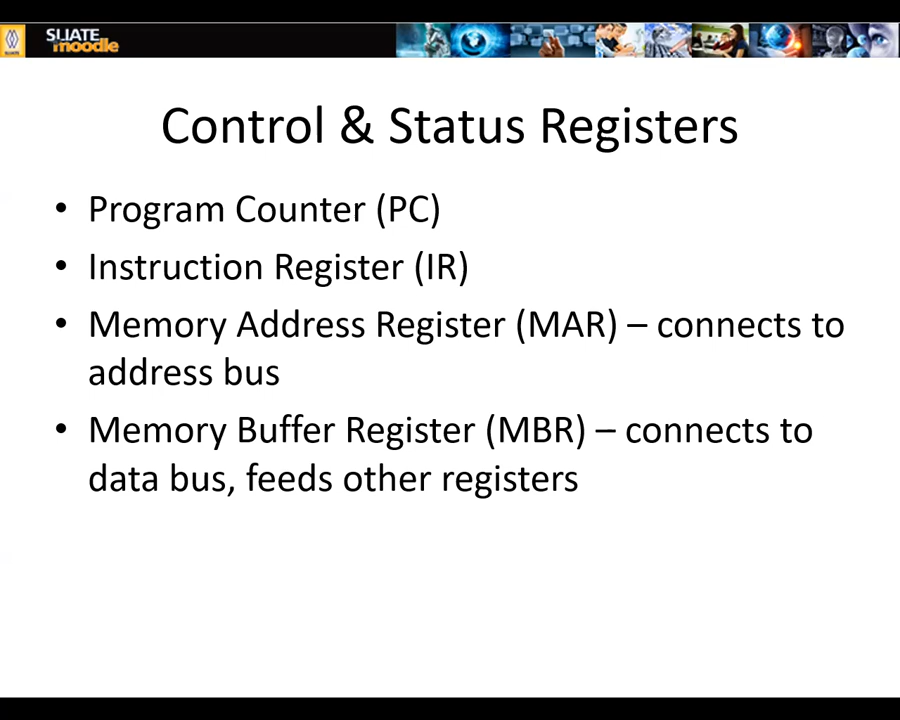 SLIATE
moodle
Control & Status Registers
• Program Counter (PC)
• Instruction Register (IR)
• Memory Address Register (MAR) – connects to
address bus
• Memory Buffer Register (MBR) – connects to
data bus, feeds other registers